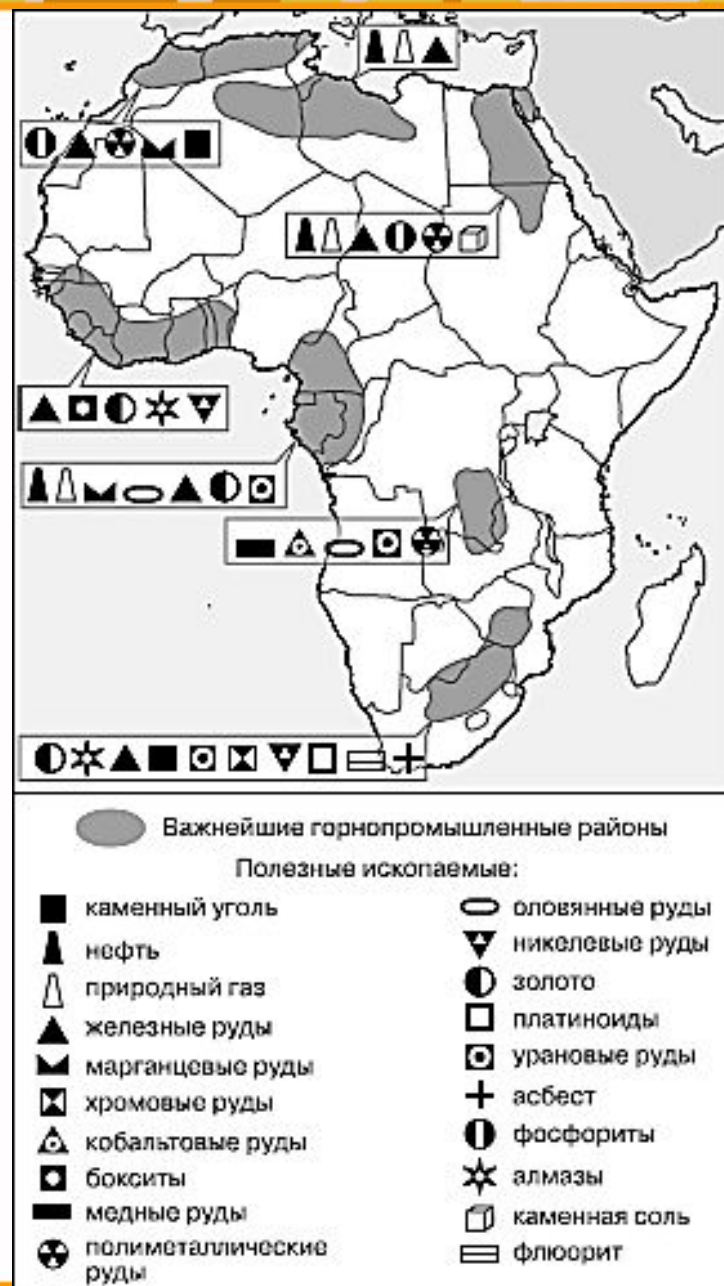 Важнейшие горнопромышленные районы
Полезные ископаемые:
каменный уголь
нефть
природный газ
железные руды
марганцевые руды
хромовые руды
кобальтовые руды
бокситы
медные руды
полиметаллические
руды
оловянные руды
никелевые руды
золото
платиноиды
урановые руды
асбест
фосфориты
алмазы
каменная соль
флюорит